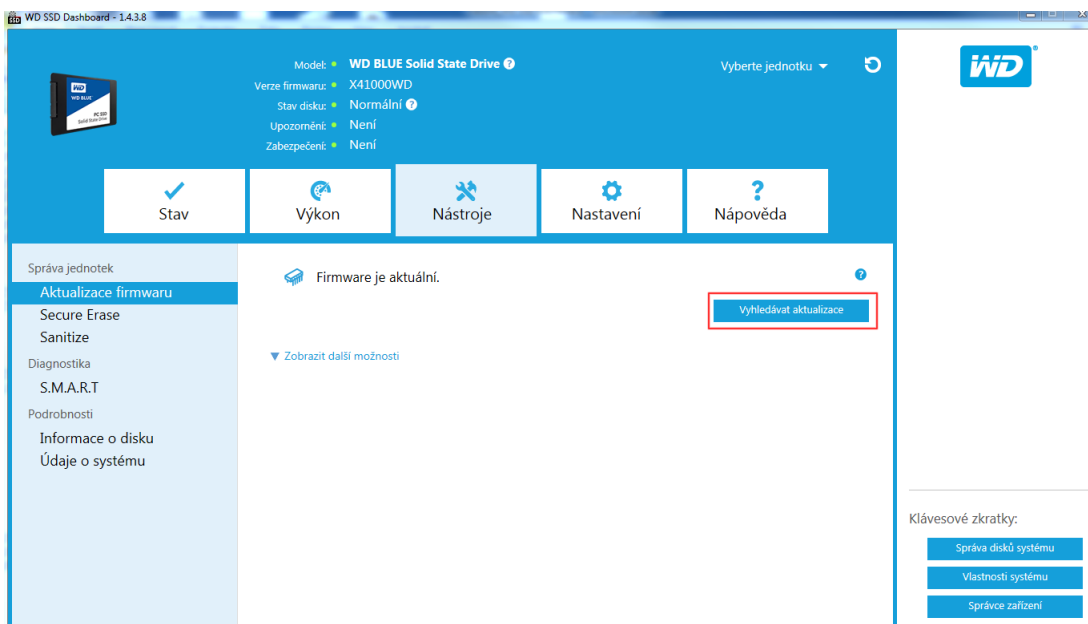 WD SSD Dashboard - 1.4.3.8
Model: WD BLUE Solid State Drive ?
Verze firmwaru: X41000WD
Stav disku: Normální ?
Upozornění: Není
Zabezpečení: Není
Vyberte jednotku
WD
Stav
Výkon
Nástroje
Nastavení
Nápověda
Správa jednotek
Aktualizace firmwaru
Secure Erase
Sanitize
Diagnostika
S.M.A.R.T
Podrobnosti
Informace o disku
Údaje o systému
Firmware je aktuální.
Vyhledávat aktualizace
Zobrazit další možnosti
Klávesové zkratky:
Správa disků systému
Vlastnosti systému
Správce zařízení